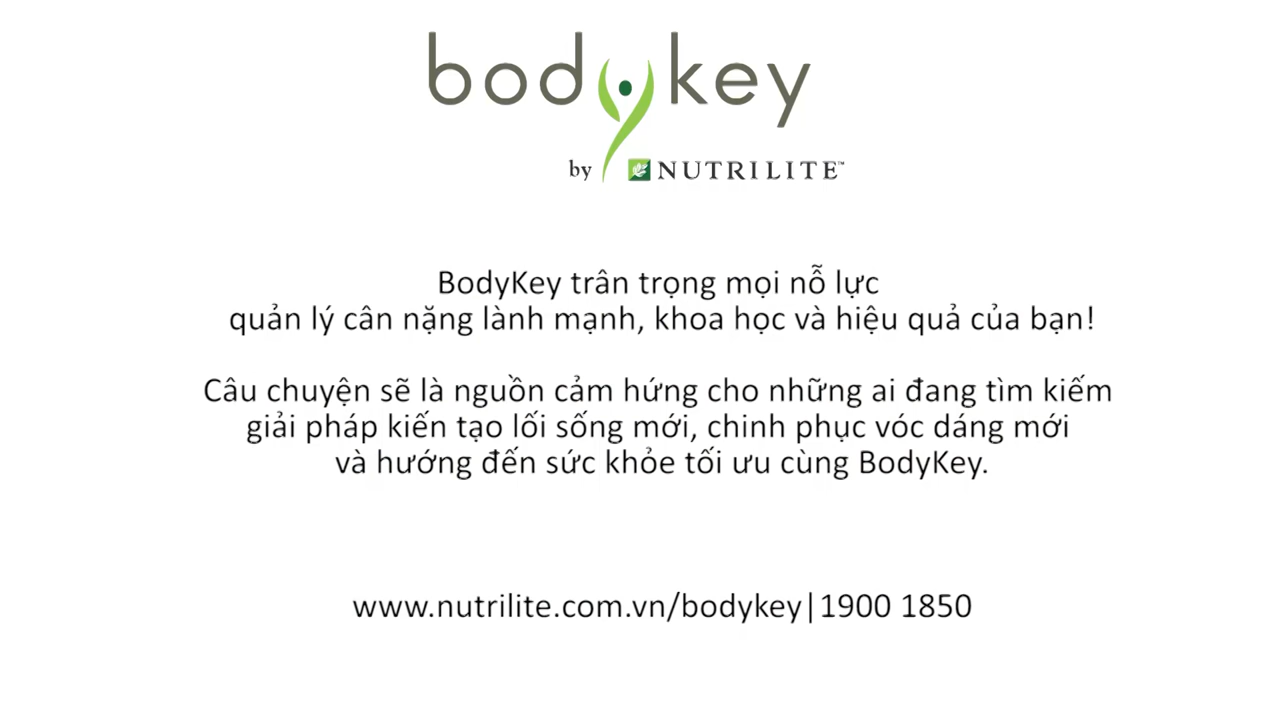 bodykey
by NUTRILITE™
BodyKey trân trọng mọi nỗ lực
quản lý cân nặng lành mạnh, khoa học và hiệu quả của bạn!
Câu chuyện sẽ là nguồn cảm hứng cho những ai đang tìm kiếm
giải pháp kiến tạo lối sống mới, chinh phục vóc dáng mới
và hướng đến sức khỏe tối ưu cùng BodyKey.
www.nutrilite.com.vn/bodykey|1900 1850